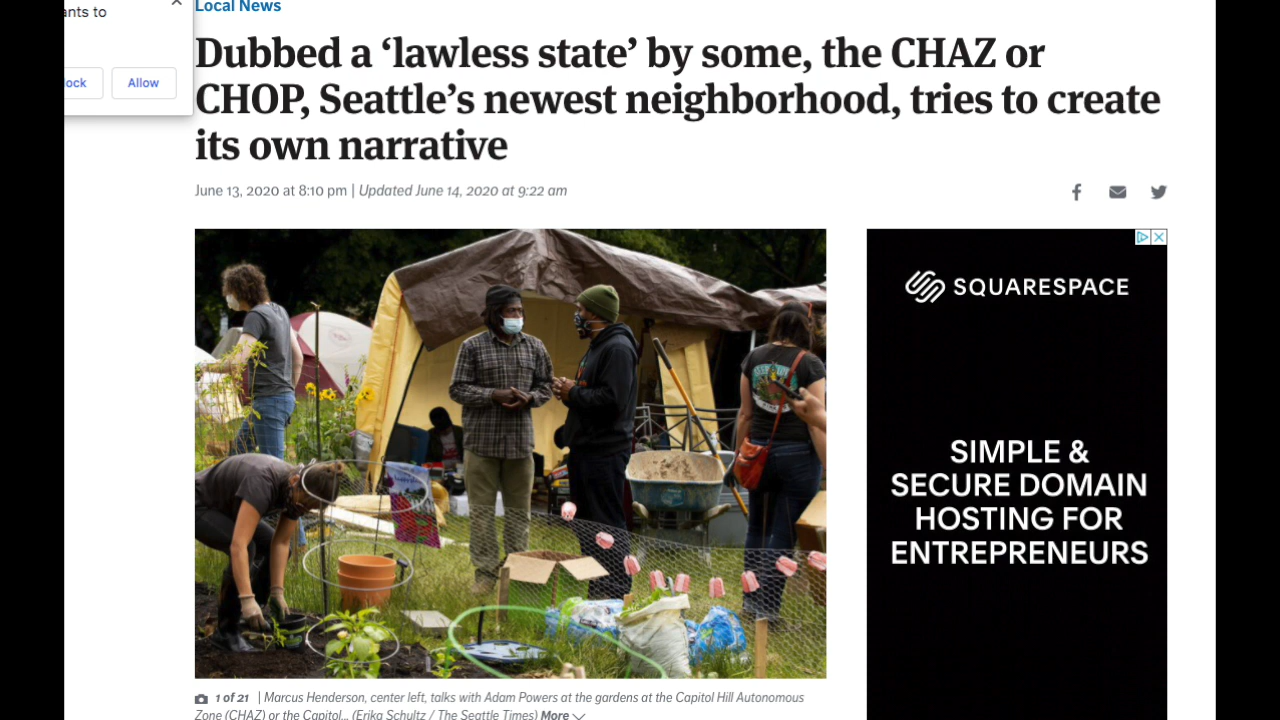 ants to
lock
Allow
Local News
Dubbed a ‘lawless state’ by some, the CHAZ or
CHOP, Seattle’s newest neighborhood, tries to create
its own narrative
June 13, 2020 at 8:10 pm | Updated June 14, 2020 at 9:22 am
SQUARESPACE
SIMPLE &
SECURE DOMAIN
HOSTING FOR
ENTREPRENEURS
1 of 21 | Marcus Henderson, center left, talks with Adam Powers at the gardens at the Capitol Hill Autonomous
Zone (CHAZ) or the Capitol... (Erika Schultz / The Seattle Times) More